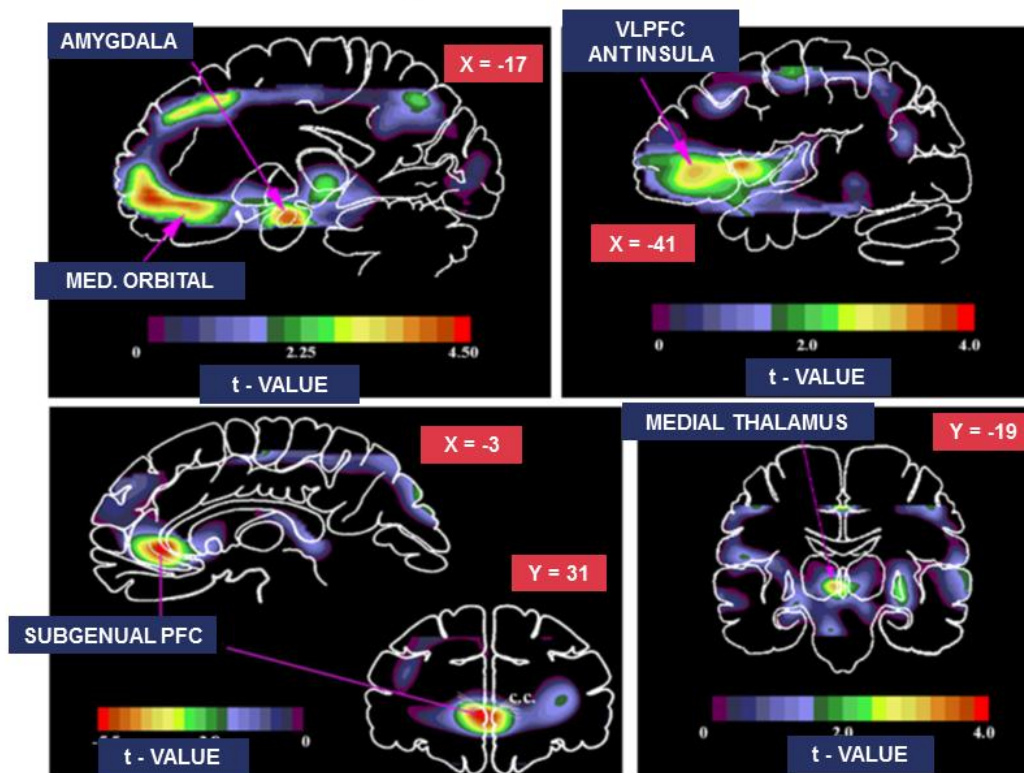 AMYGDALA
X = -17
MED. ORBITAL
0 2.25 4.50
t - VALUE
VLPFC
ANT INSULA
X = -41
0 2.0 4.0
t - VALUE
X = -3
Y = 31
SUBGENUAL PFC
c.c.
0
t - VALUE
MEDIAL THALAMUS
Y = -19
0 2.0 4.0
t - VALUE